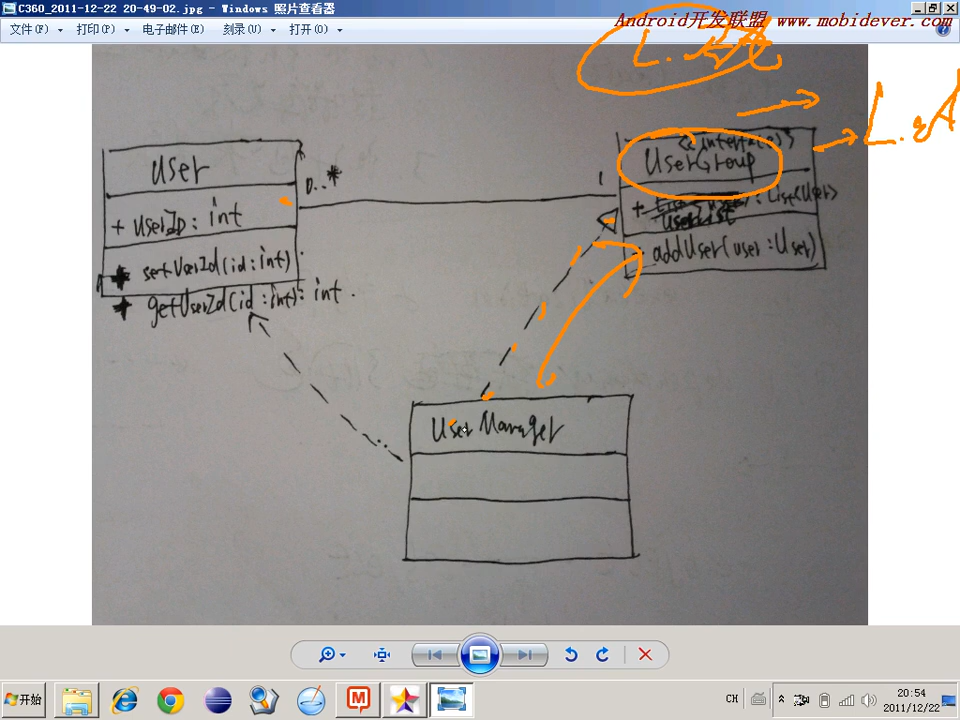 C360_2011-12-22 20-49-02.jpg - Windows 照片查看器
Android开发联盟 www.mobidever.com
文件(F) 打印(P) 电子邮件(E) 刻录(U) 打开(O)
User
+ UserID: int
setUserId(id:int)
getUserId(id:int): int
0..*
1
<<interface>>
UserGroup
+ UserList : List<User>
addUser(user:User)
UserManager
开始
CH
20:54
2011/12/22